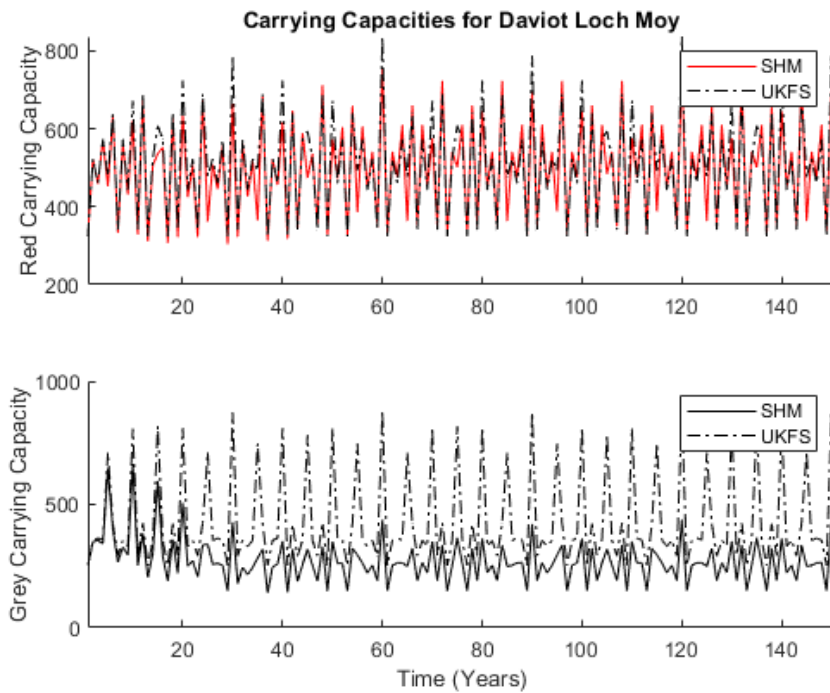 Carrying Capacities for Daviot Loch Moy
800
600
400
200
Red Carrying Capacity
SHM
UKFS
20 40 60 80 100 120 140
1000
500
0
Grey Carrying Capacity
SHM
UKFS
20 40 60 80 100 120 140
Time (Years)